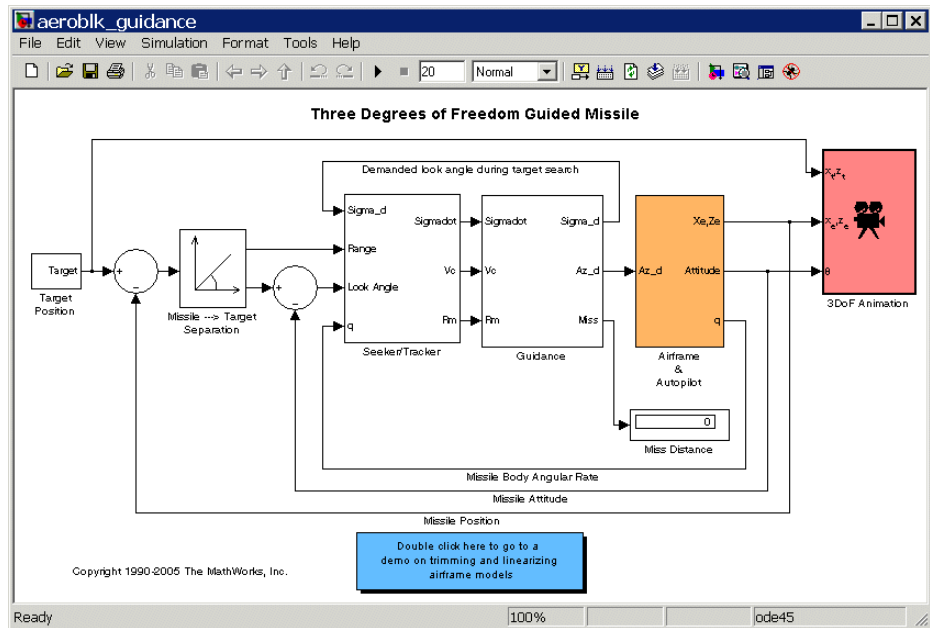 aeroblk_guidance
File Edit View Simulation Format Tools Help
20 Normal
Three Degrees of Freedom Guided Missile
Demanded look angle during target search
Sigma_d
Sigmadot
Range
Vc
Look Angle
Rm
q
Seeker/Tracker
Sigmadot
Sigma_d
Vc
Az_d
Rm
Miss
Guidance
Xe,Ze
Az_d
Attitude
q
Airframe
&
Autopilot
x_t,z_t
x_e,z_e
θ
3DoF Animation
Target
Target
Position
+
−
Missile ---> Target
Separation
+
−
0
Miss Distance
Missile Body Angular Rate
Missile Attitude
Missile Position
Double click here to go to a
demo on trimming and linearizing
airframe models
Copyright 1990-2005 The MathWorks, Inc.
Ready 100% ode45